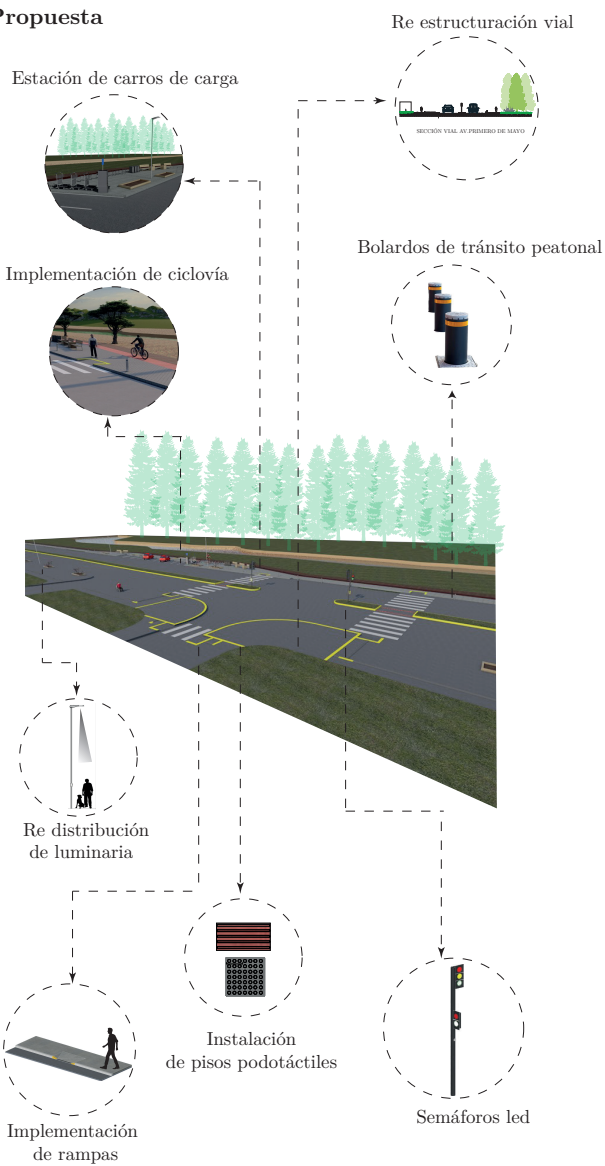 Propuesta
Re estructuración vial
SECCIÓN VIAL AV.PRIMERO DE MAYO
Estación de carros de carga
Bolardos de tránsito peatonal
Implementación de ciclovía
Re distribución
de luminaria
Instalación
de pisos podotáctiles
Semáforos led
Implementación
de rampas